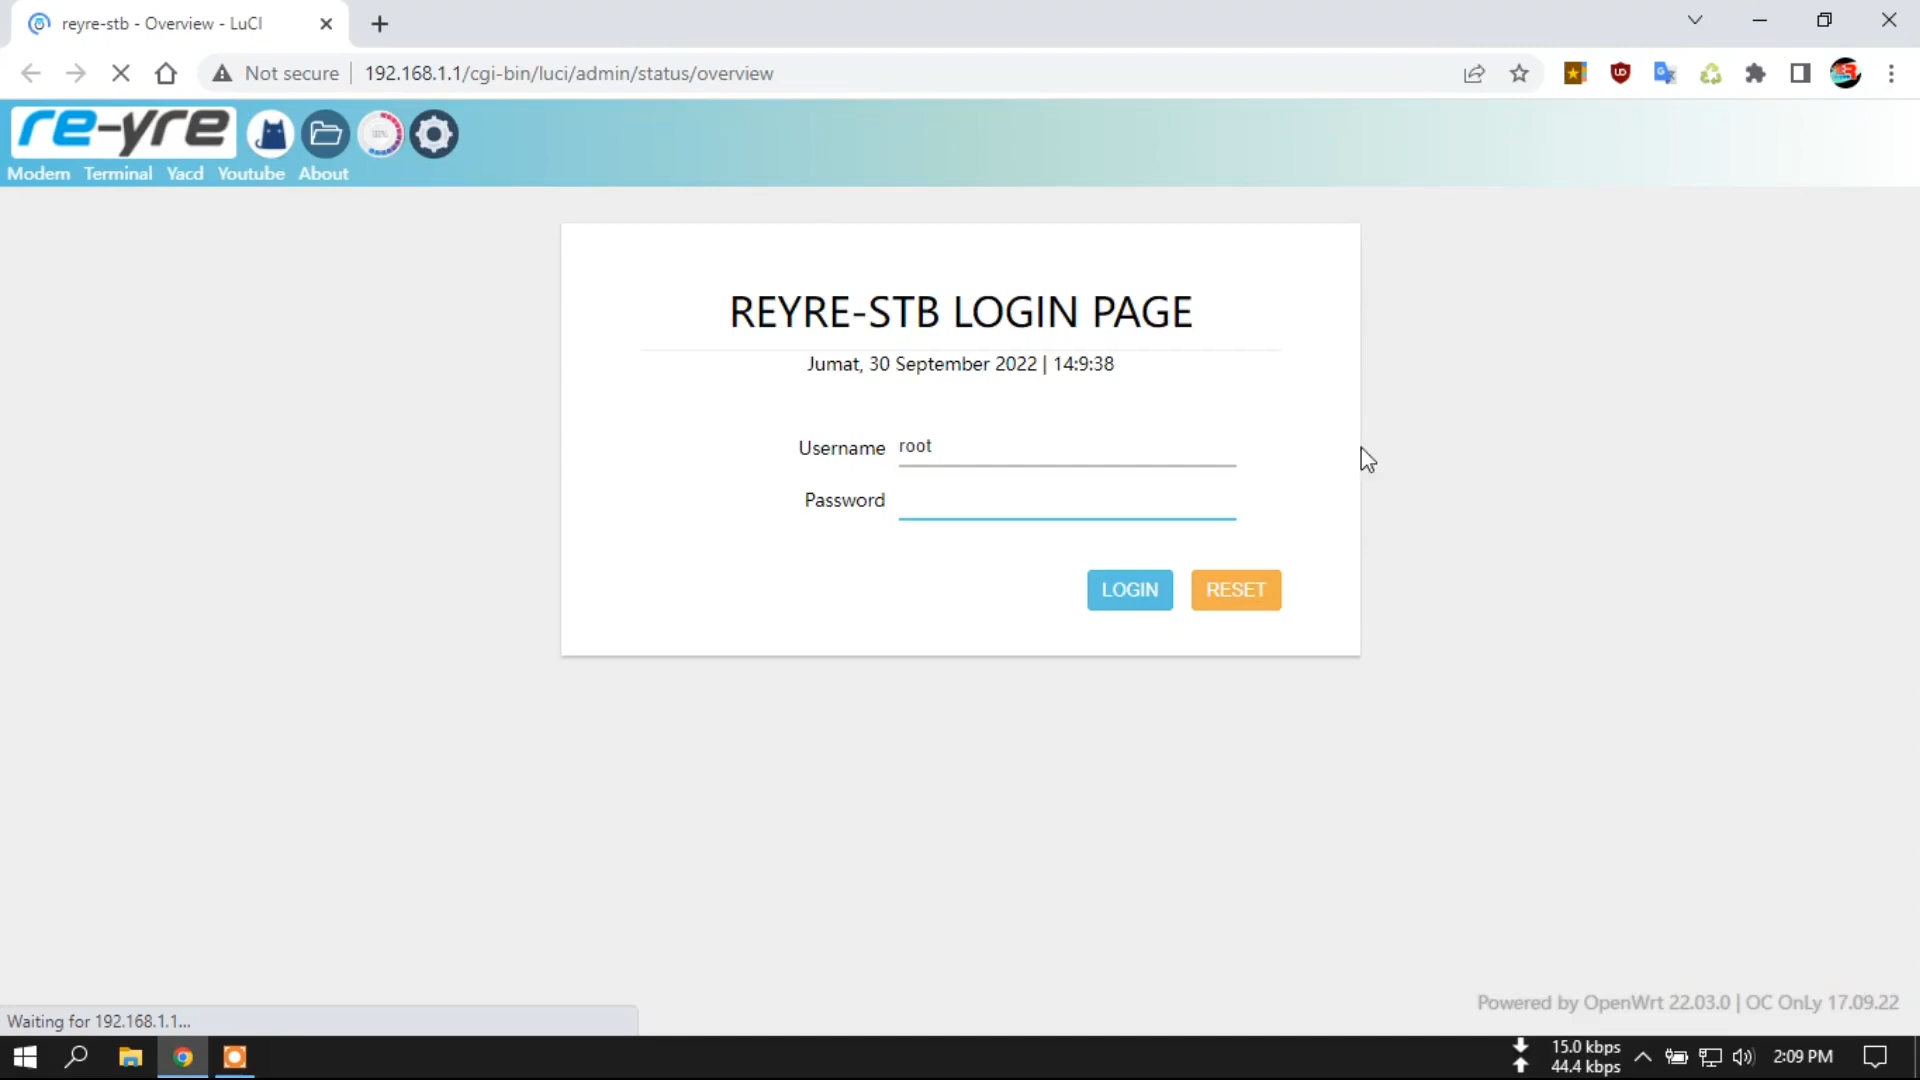 reyre-stb - Overview - LuCI
Not secure
192.168.1.1/cgi-bin/luci/admin/status/overview
re-yre
Modem Terminal Yacd Youtube About
REYRE-STB LOGIN PAGE
Jumat, 30 September 2022 | 14:9:38
Username root
Password
LOGIN RESET
Powered by OpenWrt 22.03.0 | OC OnLy 17.09.22
Waiting for 192.168.1.1...
15.0 kbps
44.4 kbps
2:09 PM